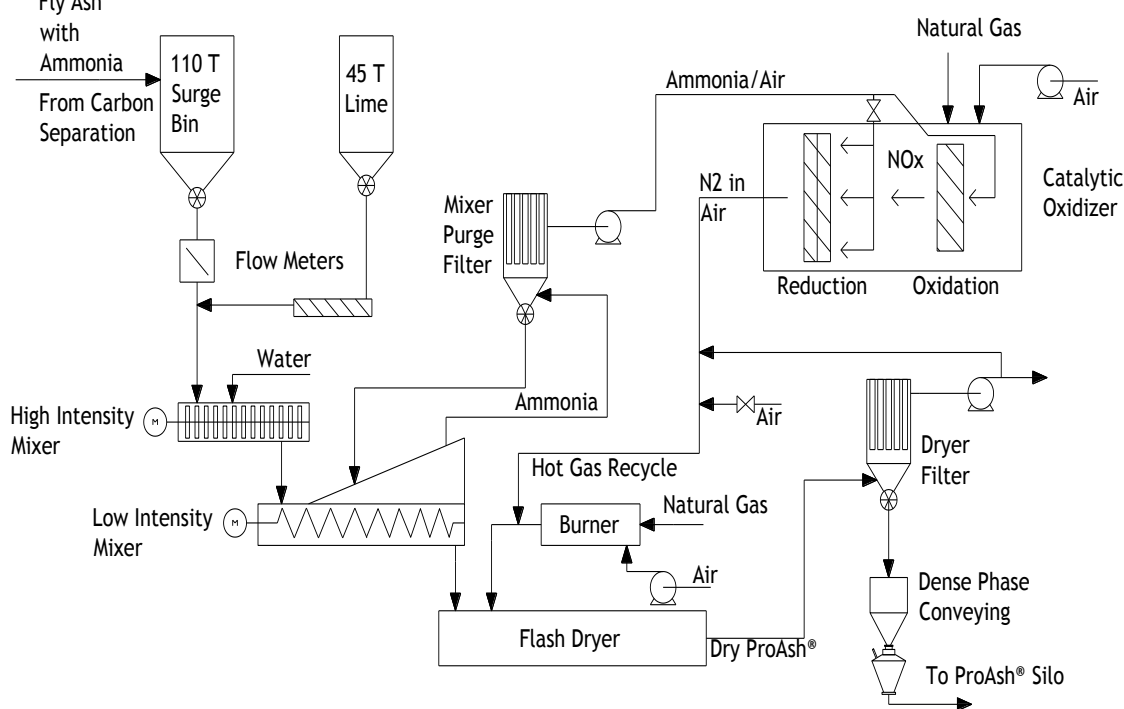 Fly Ash
with
Ammonia
From Carbon
Separation
110 T
Surge
Bin
45 T
Lime
Flow Meters
Water
High Intensity
Mixer
M
Low Intensity
Mixer
M
Mixer
Purge
Filter
Ammonia
Ammonia/Air
Natural Gas
Air
NOx
N2 in
Air
Catalytic
Oxidizer
Reduction
Oxidation
Air
Hot Gas Recycle
Burner
Natural Gas
Air
Flash Dryer
Dry ProAsh®
Dryer
Filter
Dense Phase
Conveying
To ProAsh® Silo